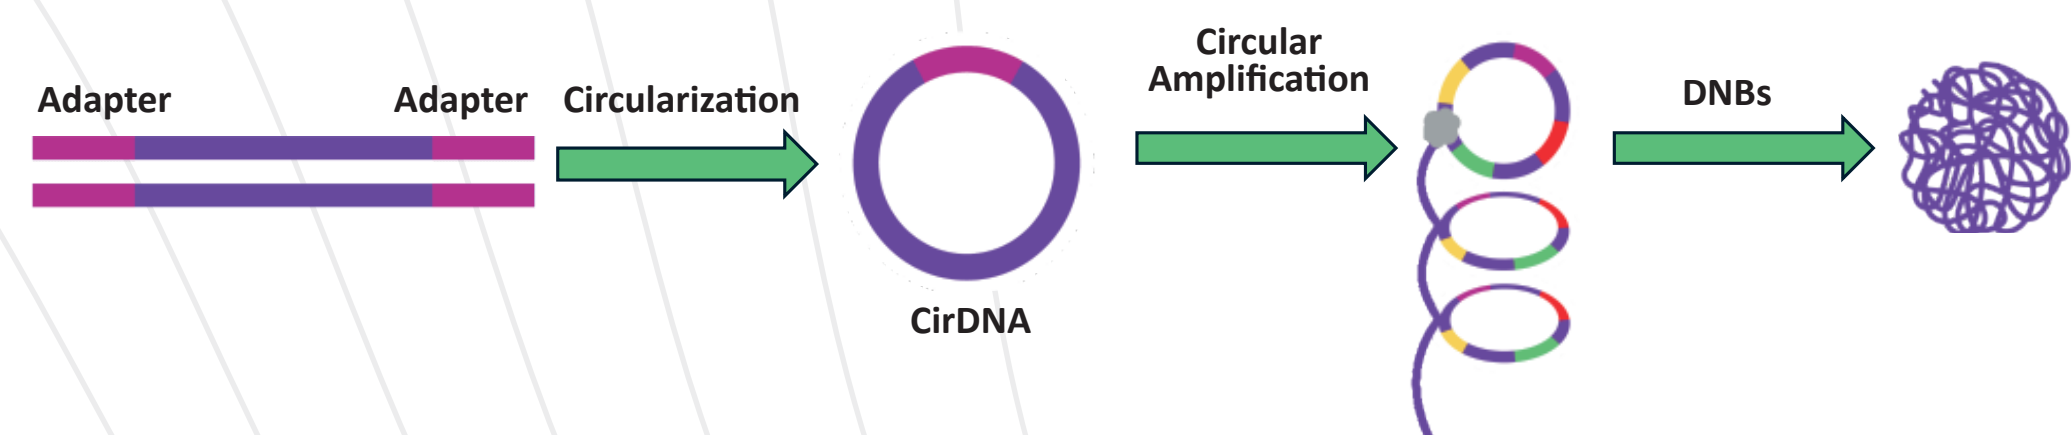 Adapter
Adapter
Circularization
CirDNA
Circular
Amplification
DNBs